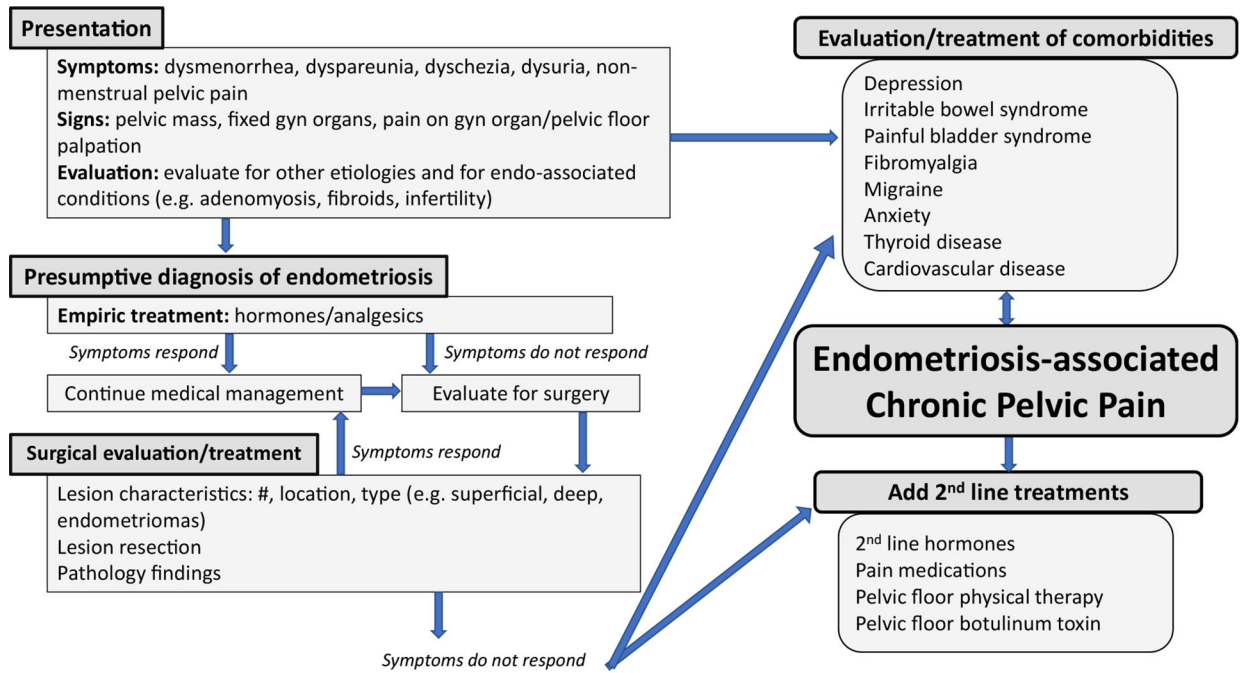 Presentation
Symptoms: dysmenorrhea, dyspareunia, dyschezia, dysuria, non-
menstrual pelvic pain
Signs: pelvic mass, fixed gyn organs, pain on gyn organ/pelvic floor
palpation
Evaluation: evaluate for other etiologies and for endo-associated
conditions (e.g. adenomyosis, fibroids, infertility)
Presumptive diagnosis of endometriosis
Empiric treatment: hormones/analgesics
Symptoms respond
Symptoms do not respond
Continue medical management
Evaluate for surgery
Surgical evaluation/treatment
Symptoms respond
Lesion characteristics: #, location, type (e.g. superficial, deep,
endometriomas)
Lesion resection
Pathology findings
Symptoms do not respond
Evaluation/treatment of comorbidities
Depression
Irritable bowel syndrome
Painful bladder syndrome
Fibromyalgia
Migraine
Anxiety
Thyroid disease
Cardiovascular disease
Endometriosis-associated
Chronic Pelvic Pain
Add 2nd line treatments
2nd line hormones
Pain medications
Pelvic floor physical therapy
Pelvic floor botulinum toxin